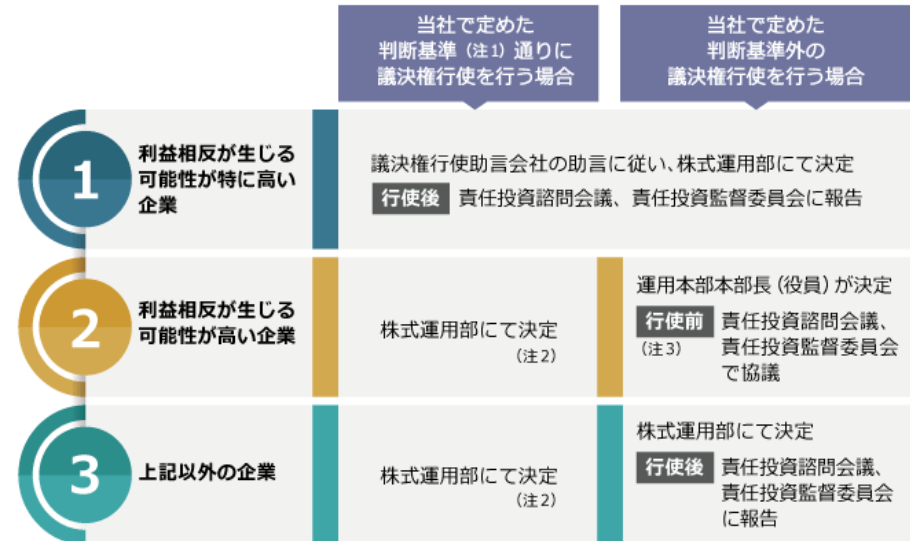 当社で定めた
判断基準（注1）通りに
議決権行使を行う場合
当社で定めた
判断基準外の
議決権行使を行う場合
1
利益相反が生じる
可能性が特に高い
企業
議決権行使助言会社の助言に従い、株式運用部にて決定
行使後 責任投資諮問会議、責任投資監督委員会に報告
2
利益相反が生じる
可能性が高い企業
株式運用部にて決定
（注2）
運用本部本部長（役員）が決定
行使前 責任投資諮問会議、
（注3） 責任投資監督委員会
で協議
3
上記以外の企業
株式運用部にて決定
（注2）
株式運用部にて決定
行使後 責任投資諮問会議、
責任投資監督委員会
に報告